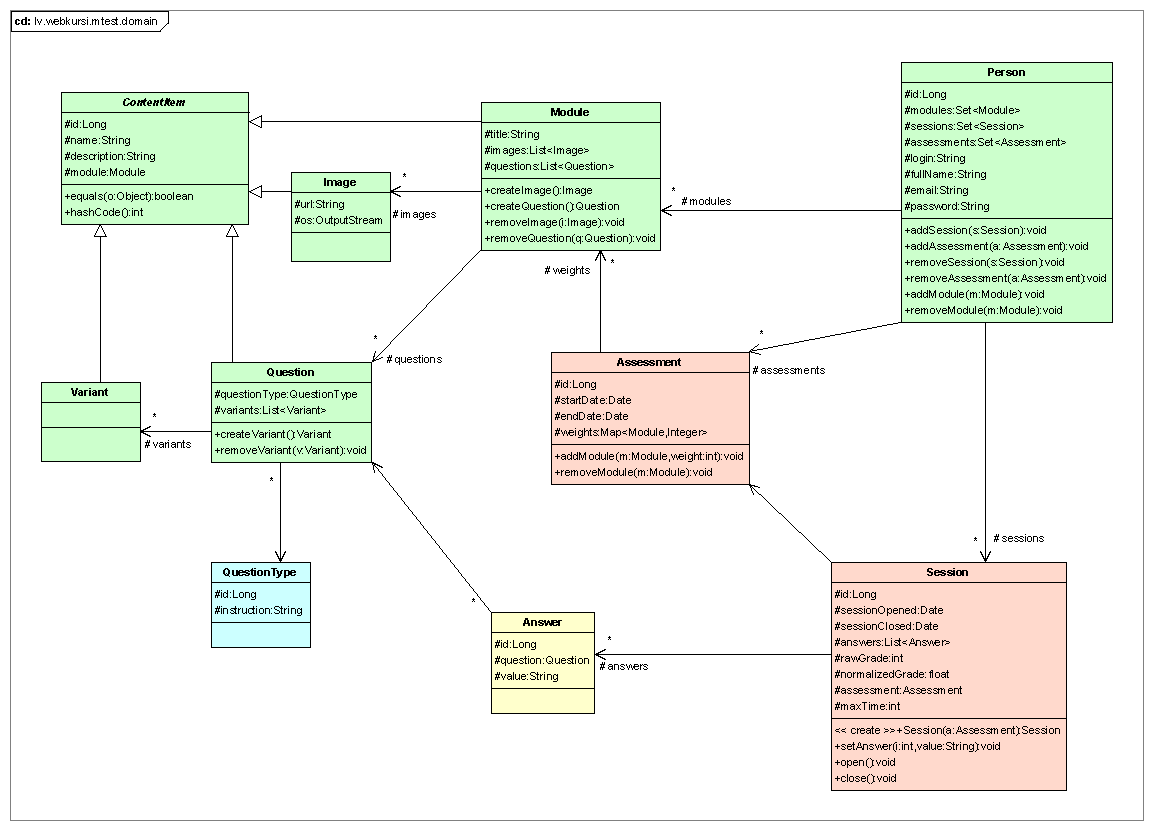 cd: lv.webkursi.mtest.domain
ContentItem
#id:Long
#name:String
#description:String
#module:Module
+equals(o:Object):boolean
+hashCode():int
Image
#url:String
#os:OutputStream
Module
#title:String
#images:List<Image>
#questions:List<Question>
+createImage():Image
+createQuestion():Question
+removeImage(i:Image):void
+removeQuestion(q:Question):void
Person
#id:Long
#modules:Set<Module>
#sessions:Set<Session>
#assessments:Set<Assessment>
#login:String
#fullName:String
#email:String
#password:String
+addSession(s:Session):void
+addAssessment(a:Assessment):void
+removeSession(s:Session):void
+removeAssessment(a:Assessment):void
+addModule(m:Module):void
+removeModule(m:Module):void
*
#images
*
#modules
#weights
*
*
#questions
*
#assessments
Variant
*
#variants
Question
#questionType:QuestionType
#variants:List<Variant>
+createVariant():Variant
+removeVariant(v:Variant):void
*
Assessment
#id:Long
#startDate:Date
#endDate:Date
#weights:Map<Module,Integer>
+addModule(m:Module,weight:int):void
+removeModule(m:Module):void
*
#sessions
QuestionType
#id:Long
#instruction:String
*
Answer
#id:Long
#question:Question
#value:String
*
#answers
Session
#id:Long
#sessionOpened:Date
#sessionClosed:Date
#answers:List<Answer>
#rawGrade:int
#normalizedGrade:float
#assessment:Assessment
#maxTime:int
<< create >>+Session(a:Assessment):Session
+setAnswer(i:int,value:String):void
+open():void
+close():void